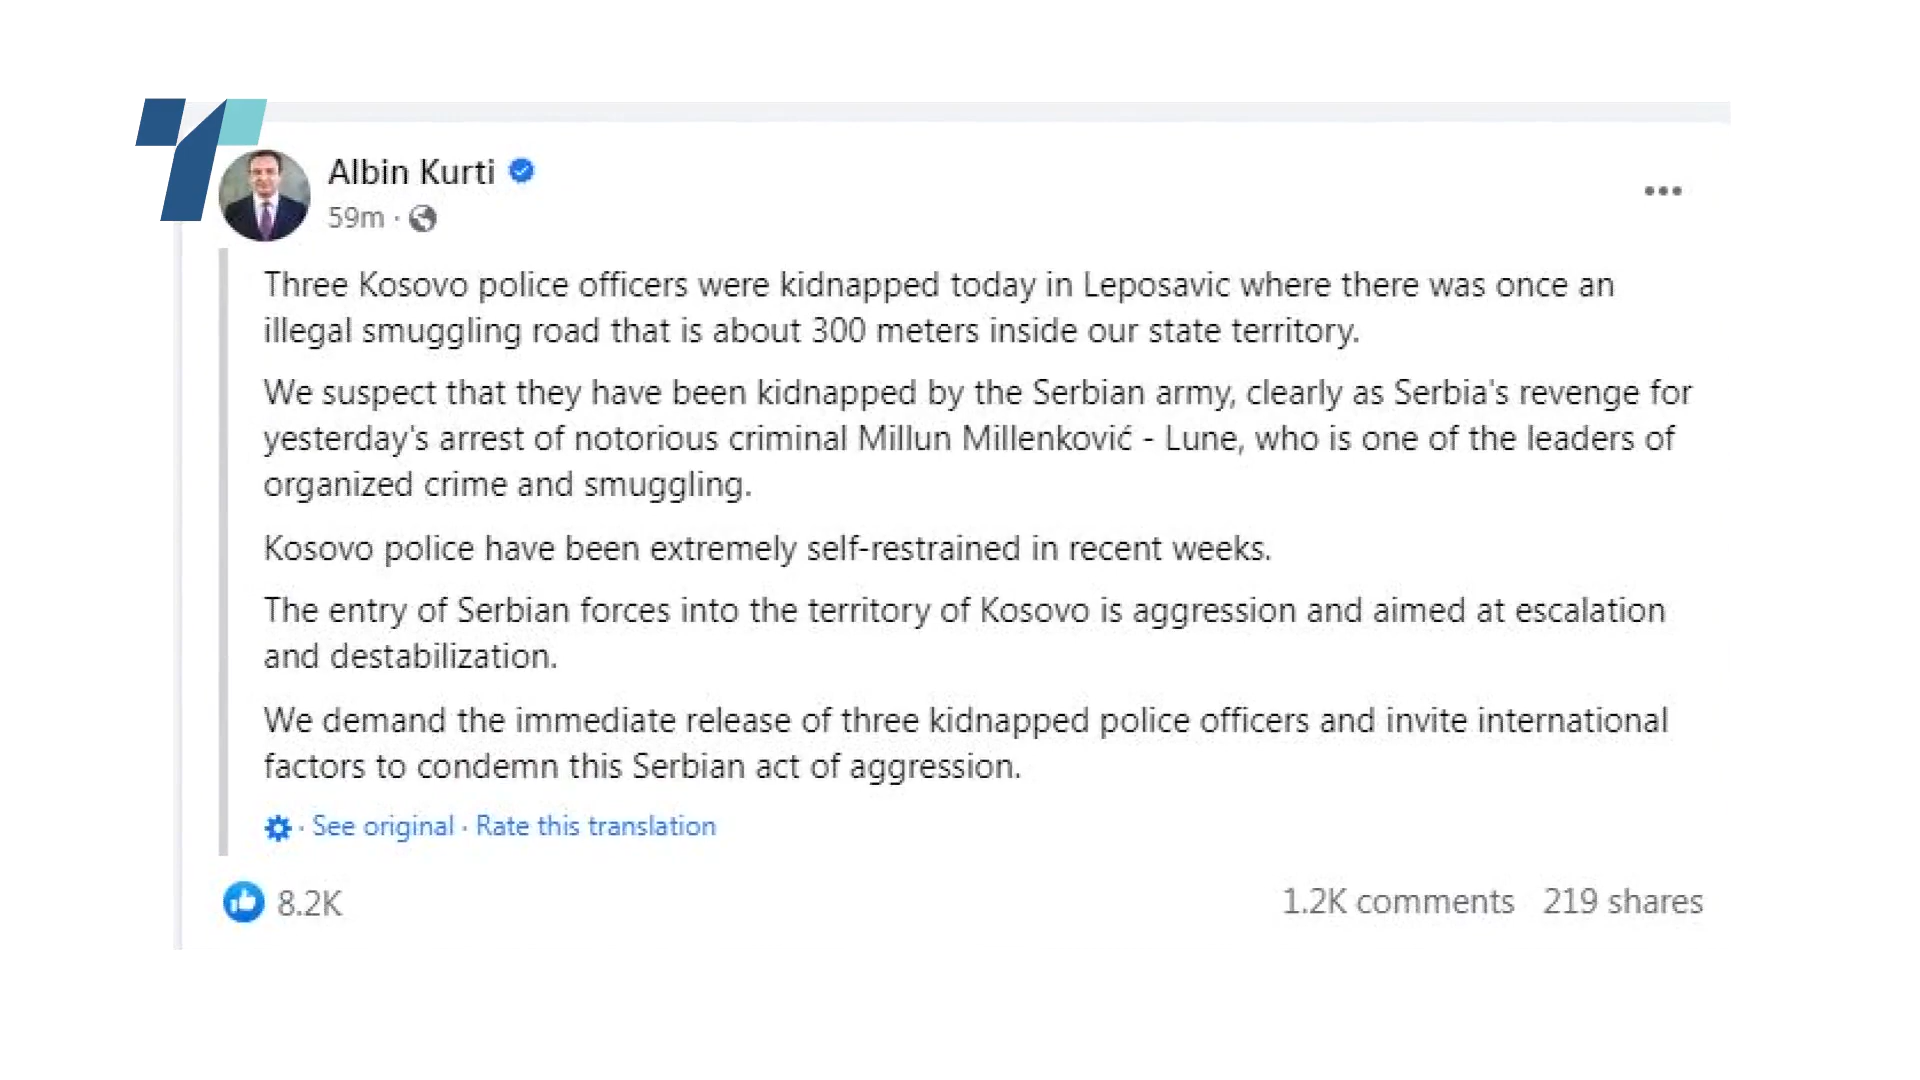 Albin Kurti
59m ·
Three Kosovo police officers were kidnapped today in Leposavic where there was once an
illegal smuggling road that is about 300 meters inside our state territory.
We suspect that they have been kidnapped by the Serbian army, clearly as Serbia's revenge for
yesterday's arrest of notorious criminal Millun Millenković - Lune, who is one of the leaders of
organized crime and smuggling.
Kosovo police have been extremely self-restrained in recent weeks.
The entry of Serbian forces into the territory of Kosovo is aggression and aimed at escalation
and destabilization.
We demand the immediate release of three kidnapped police officers and invite international
factors to condemn this Serbian act of aggression.
· See original · Rate this translation
8.2K 1.2K comments 219 shares